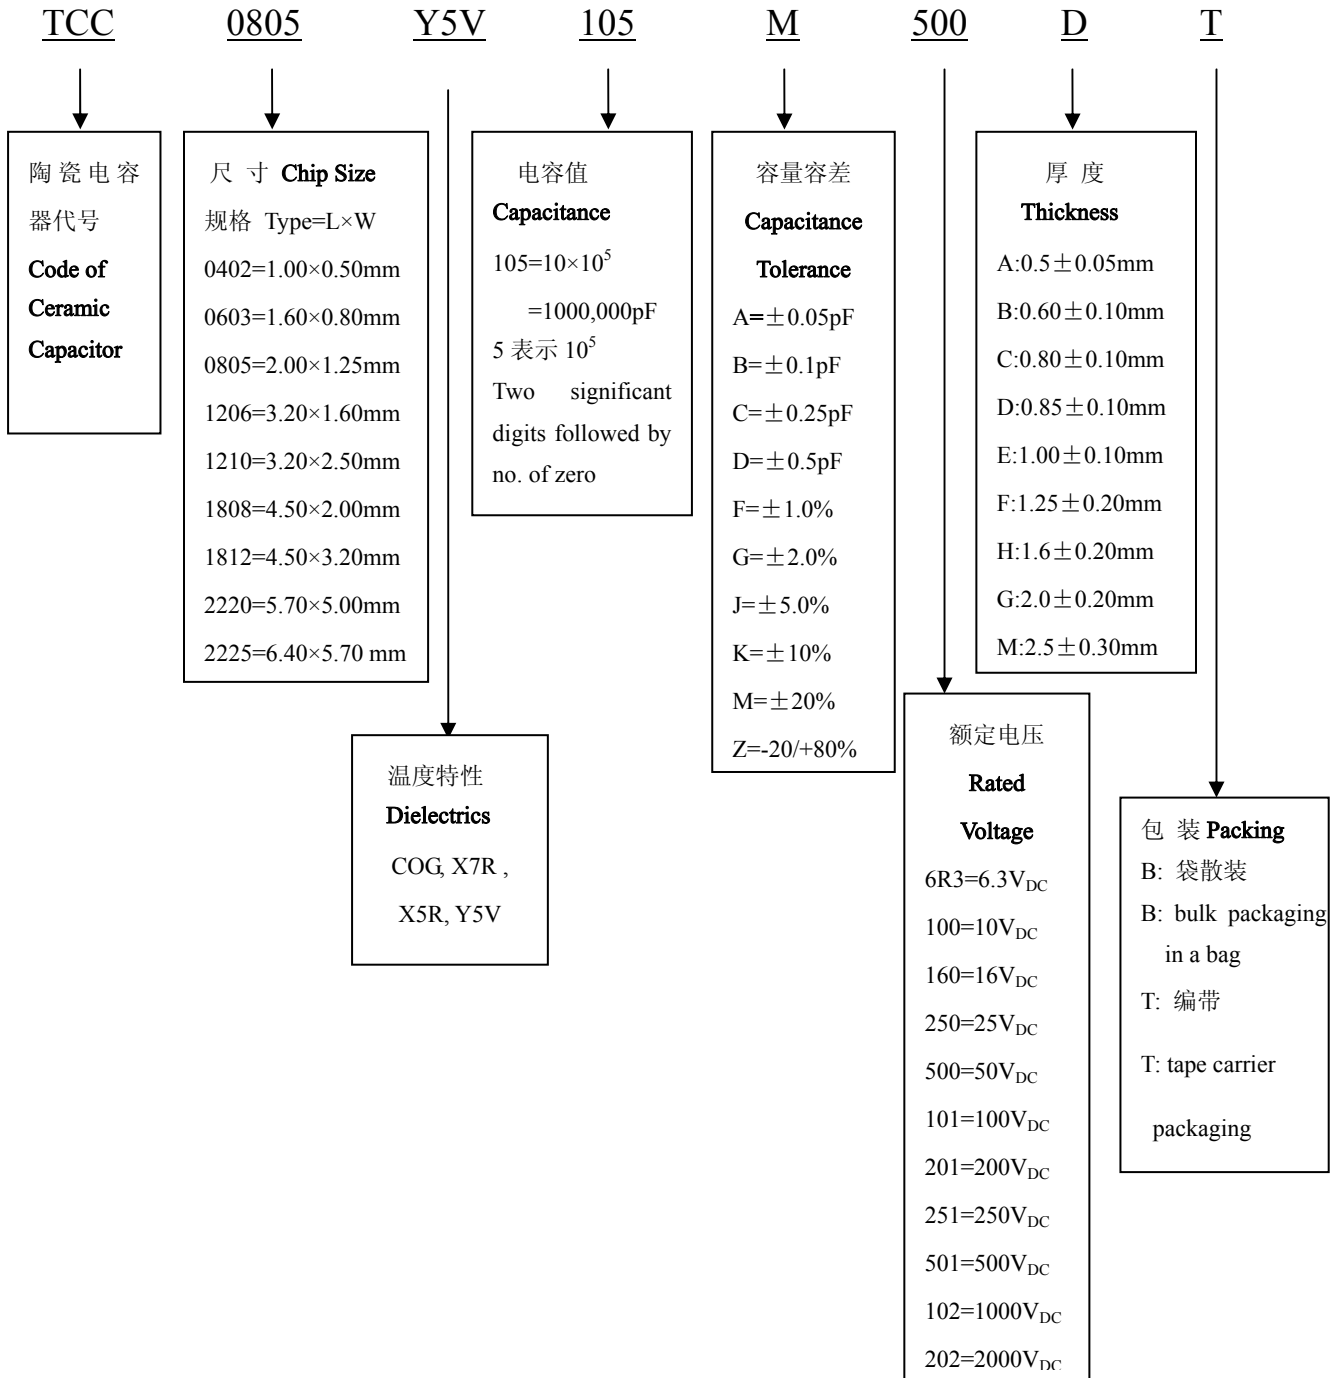 TCC 0805 Y5V 105 M 500 D T
陶瓷电容
器代号
Code of
Ceramic
Capacitor
尺 寸 Chip Size
规格 Type=L×W
0402=1.00×0.50mm
0603=1.60×0.80mm
0805=2.00×1.25mm
1206=3.20×1.60mm
1210=3.20×2.50mm
1808=4.50×2.00mm
1812=4.50×3.20mm
2220=5.70×5.00mm
2225=6.40×5.70 mm
温度特性
Dielectrics
COG, X7R ,
X5R, Y5V
电容值
Capacitance
105=10×10⁵
=1000,000pF
5 表示 10⁵
Two significant
digits followed by
no. of zero
容量容差
Capacitance
Tolerance
A=±0.05pF
B=±0.1pF
C=±0.25pF
D=±0.5pF
F=±1.0%
G=±2.0%
J=±5.0%
K=±10%
M=±20%
Z=-20/+80%
额定电压
Rated
Voltage
6R3=6.3V_DC
100=10V_DC
160=16V_DC
250=25V_DC
500=50V_DC
101=100V_DC
201=200V_DC
251=250V_DC
501=500V_DC
102=1000V_DC
202=2000V_DC
厚 度
Thickness
A:0.5±0.05mm
B:0.60±0.10mm
C:0.80±0.10mm
D:0.85±0.10mm
E:1.00±0.10mm
F:1.25±0.20mm
H:1.6±0.20mm
G:2.0±0.20mm
M:2.5±0.30mm
包 装 Packing
B: 袋散装
B: bulk packaging
in a bag
T: 编带
T: tape carrier
packaging